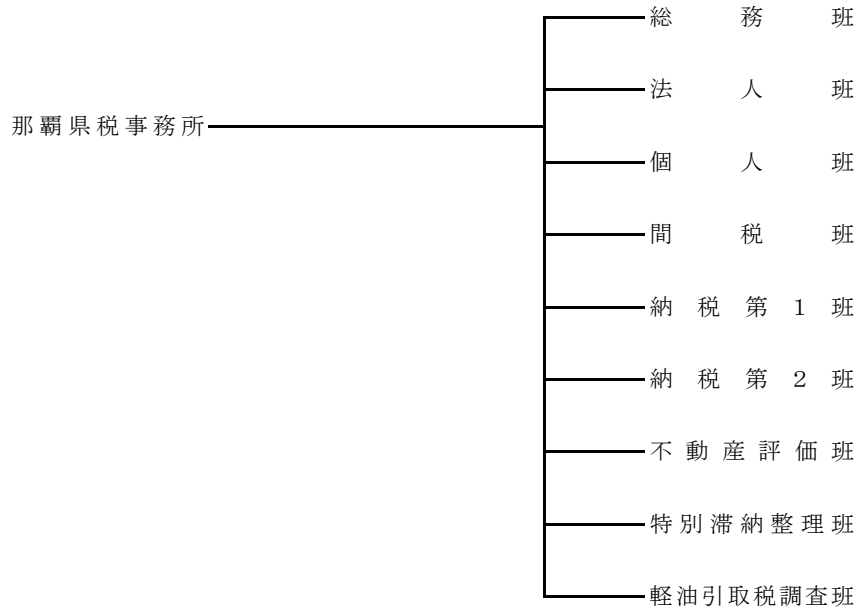 総務班
法人班
那覇県税事務所
個人班
間税班
納税第1班
納税第2班
不動産評価班
特別滞納整理班
軽油引取税調査班